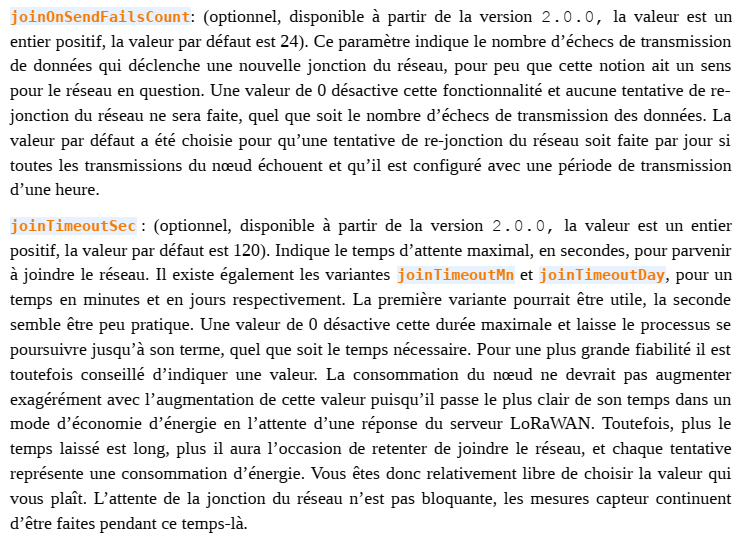 joinOnSendFailsCount: (optionnel, disponible à partir de la version 2.0.0, la valeur est un
entier positif, la valeur par défaut est 24). Ce paramètre indique le nombre d’échecs de transmission
de données qui déclenche une nouvelle jonction du réseau, pour peu que cette notion ait un sens
pour le réseau en question. Une valeur de 0 désactive cette fonctionnalité et aucune tentative de re-
jonction du réseau ne sera faite, quel que soit le nombre d’échecs de transmission des données. La
valeur par défaut a été choisie pour qu’une tentative de re-jonction du réseau soit faite par jour si
toutes les transmissions du nœud échouent et qu’il est configuré avec une période de transmission
d’une heure.
joinTimeoutSec : (optionnel, disponible à partir de la version 2.0.0, la valeur est un entier
positif, la valeur par défaut est 120). Indique le temps d’attente maximal, en secondes, pour parvenir
à joindre le réseau. Il existe également les variantes joinTimeoutMn et joinTimeoutDay, pour un
temps en minutes et en jours respectivement. La première variante pourrait être utile, la seconde
semble être peu pratique. Une valeur de 0 désactive cette durée maximale et laisse le processus se
poursuivre jusqu’à son terme, quel que soit le temps nécessaire. Pour une plus grande fiabilité il est
toutefois conseillé d’indiquer une valeur. La consommation du nœud ne devrait pas augmenter
exagérément avec l’augmentation de cette valeur puisqu’il passe le plus clair de son temps dans un
mode d’économie d’énergie en l’attente d’une réponse du serveur LoRaWAN. Toutefois, plus le
temps laissé est long, plus il aura l’occasion de retenter de joindre le réseau, et chaque tentative
représente une consommation d’énergie. Vous êtes donc relativement libre de choisir la valeur qui
vous plaît. L’attente de la jonction du réseau n’est pas bloquante, les mesures capteur continuent
d’être faites pendant ce temps-là.